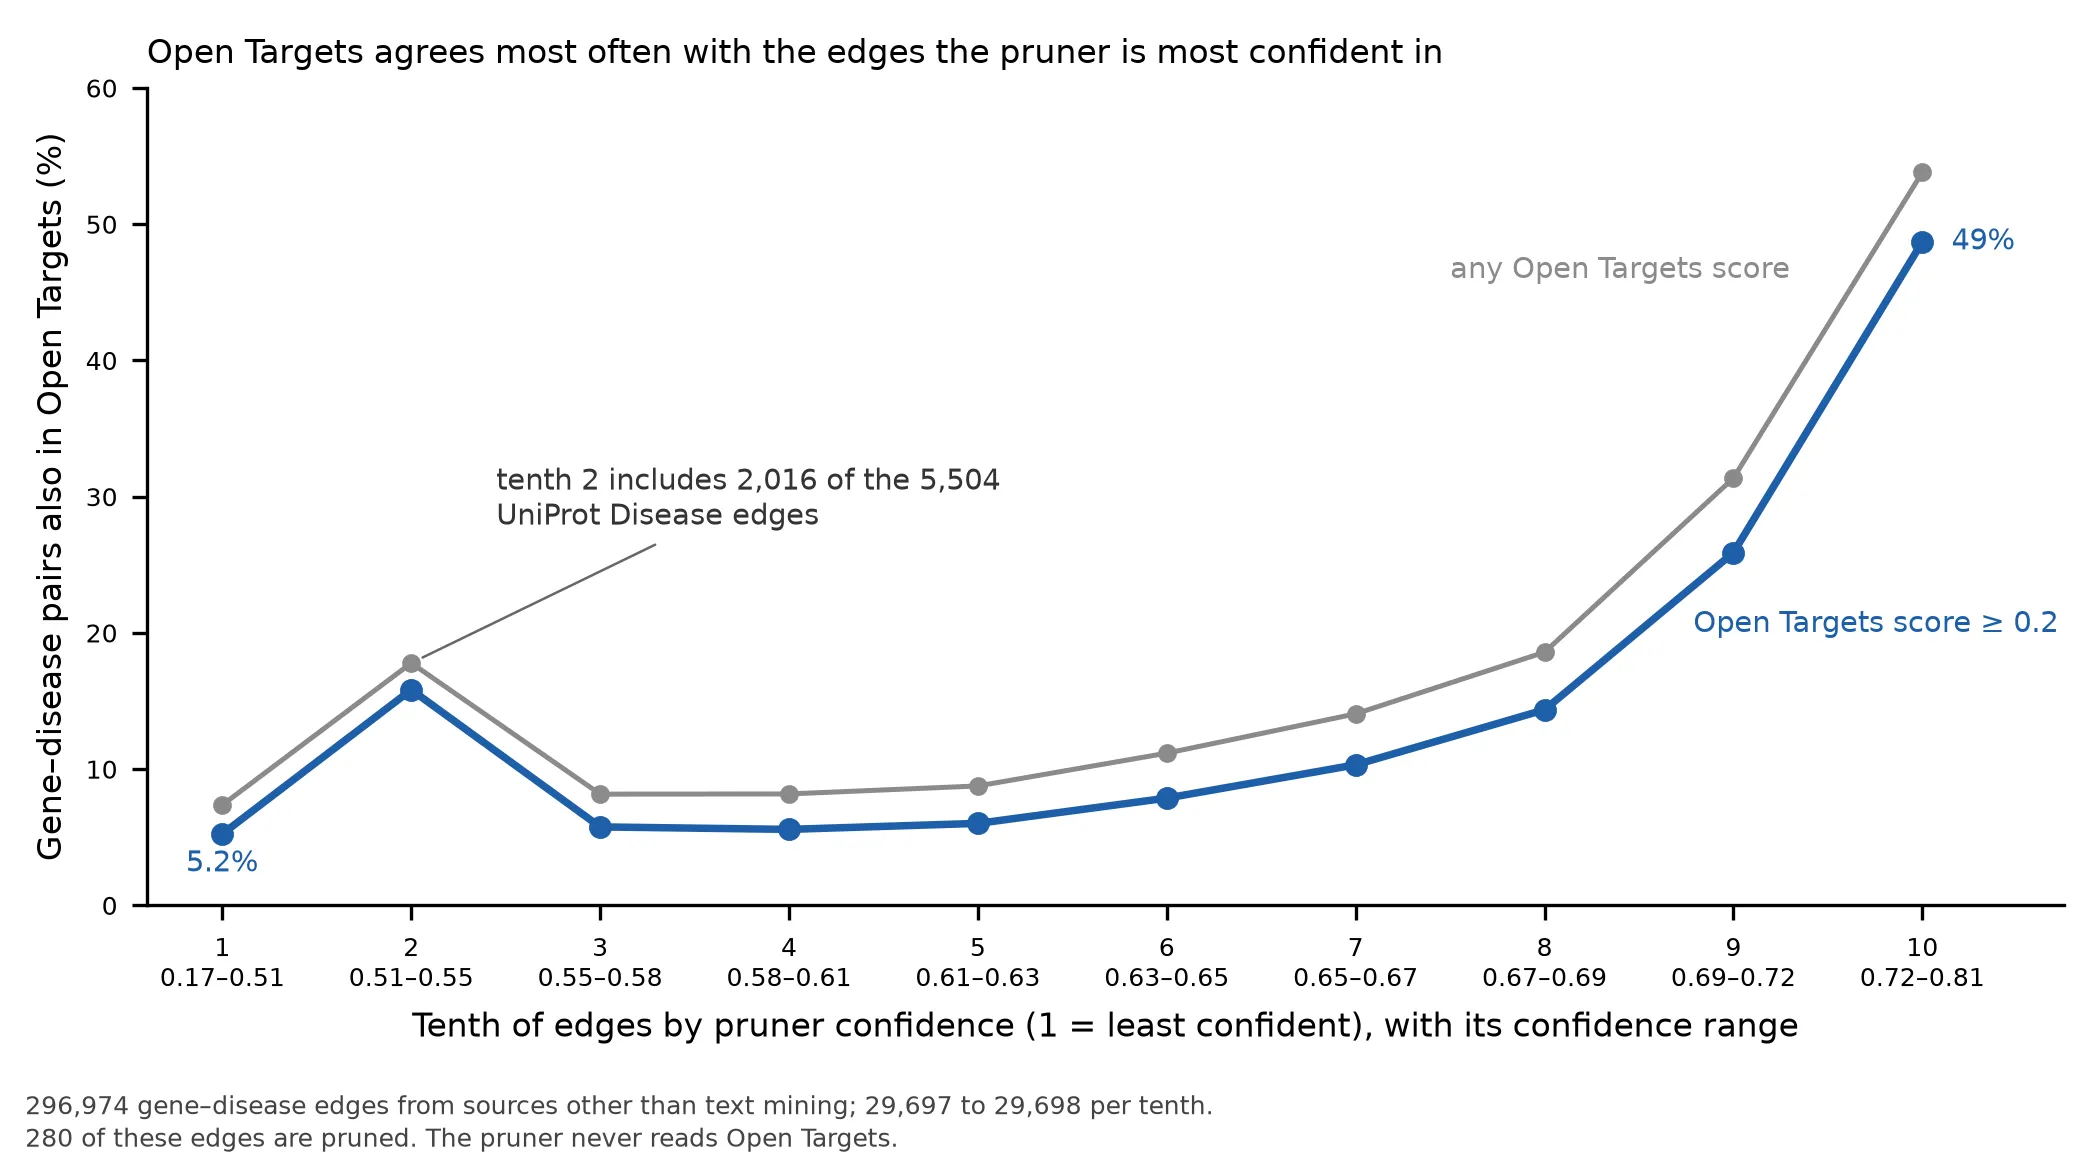 Open Targets agrees most often with the edges the pruner is most confident in
Gene–disease pairs also in Open Targets (%)
60
50
40
30
20
10
0
any Open Targets score
49%
tenth 2 includes 2,016 of the 5,504
UniProt Disease edges
Open Targets score ≥ 0.2
5.2%
1 2 3 4 5 6 7 8 9 10
0.17–0.51 0.51–0.55 0.55–0.58 0.58–0.61 0.61–0.63 0.63–0.65 0.65–0.67 0.67–0.69 0.69–0.72 0.72–0.81
Tenth of edges by pruner confidence (1 = least confident), with its confidence range
296,974 gene–disease edges from sources other than text mining; 29,697 to 29,698 per tenth.
280 of these edges are pruned. The pruner never reads Open Targets.